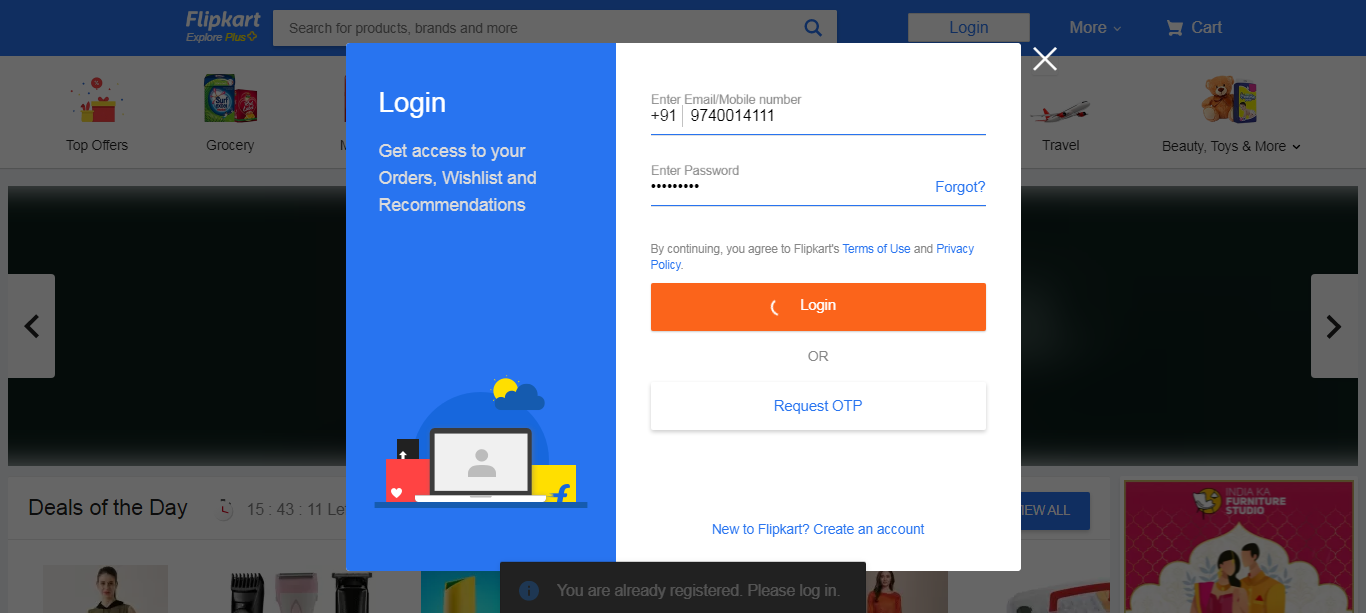 Flipkart
Explore Plus
Search for products, brands and more
Login
More
Cart
Top Offers
Grocery
Travel
Beauty, Toys & More
Login
Get access to your
Orders, Wishlist and
Recommendations
Enter Email/Mobile number
+91 9740014111
Enter Password
Forgot?
By continuing, you agree to Flipkart's Terms of Use and Privacy
Policy.
Login
OR
Request OTP
New to Flipkart? Create an account
Deals of the Day
15 : 43 : 11 Le
IEW ALL
INDIA KA
FURNITURE
STUDIO
You are already registered. Please log in.